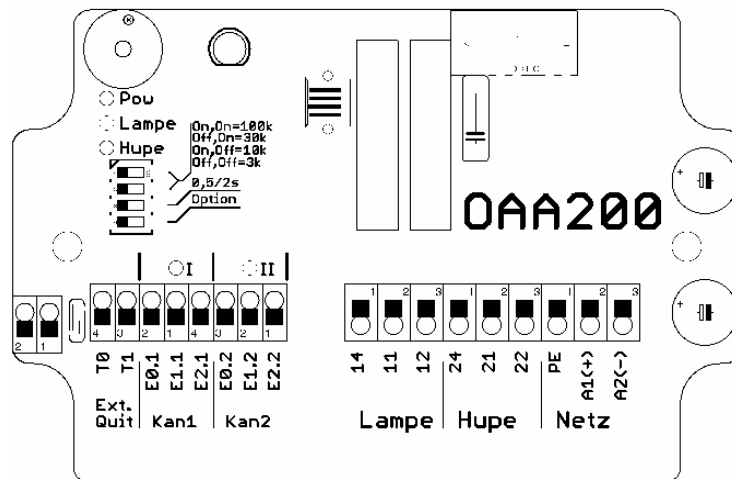 Pow
Lampe
Hupe
On,On=100k
Off,On=30k
On,Off=10k
Off,Off=3k
0,5/2s
Option
OAA200
I II
+
+
2 1
4 3 2 1 4 3 2 1
1 2 3 1 2 3 1 2 3
T0 T1 E0.1 E1.1 E2.1 E0.2 E1.2 E2.2
14 11 12 24 21 22 PE A1(+) A2(-)
Ext.
Quit Kan1 Kan2
Lampe Hupe Netz